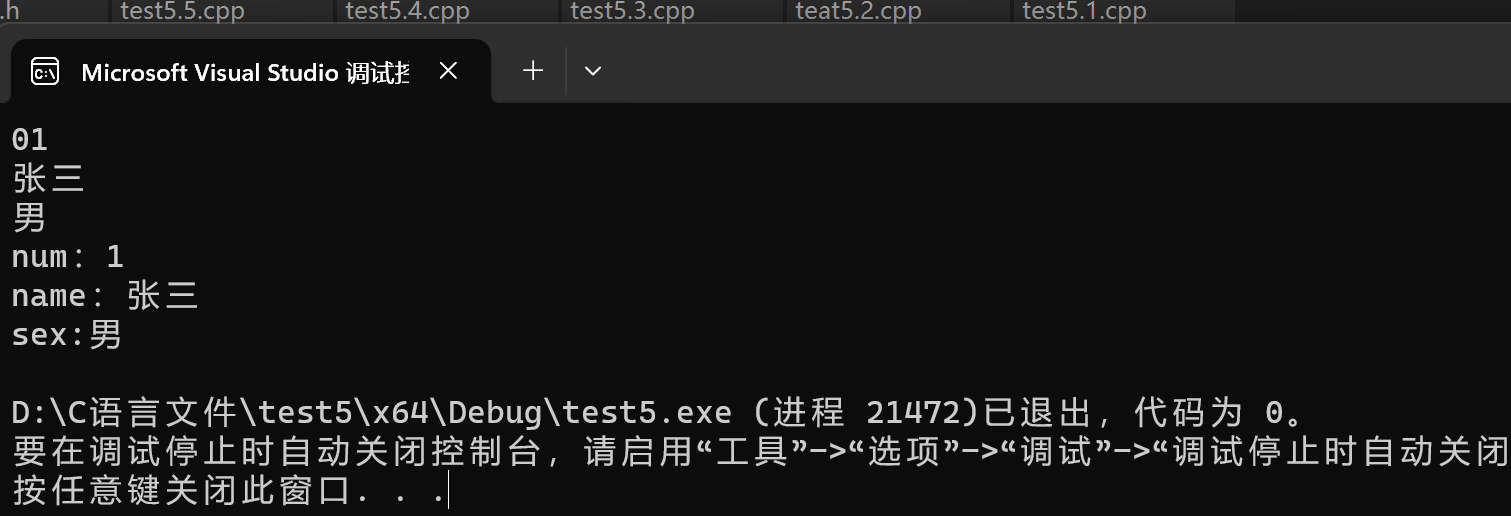 .h test5.5.cpp test5.4.cpp test5.3.cpp teat5.2.cpp test5.1.cpp
Microsoft Visual Studio 调试控
01
张三
男
num: 1
name: 张三
sex:男
D:\C语言文件\test5\x64\Debug\test5.exe (进程 21472)已退出，代码为 0。
要在调试停止时自动关闭控制台，请启用“工具”->“选项”->“调试”->“调试停止时自动关闭
按任意键关闭此窗口. . .